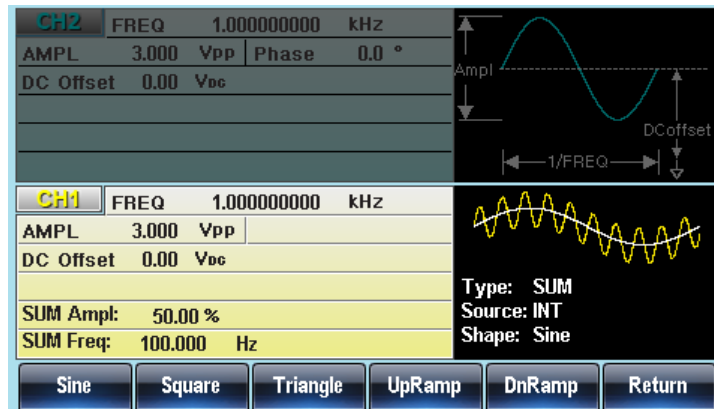 CH2 FREQ 1.000000000 kHz
AMPL 3.000 Vpp Phase 0.0 °
DC Offset 0.00 VDC
Ampl
DCoffset
1/FREQ
CH1 FREQ 1.000000000 kHz
AMPL 3.000 Vpp
DC Offset 0.00 VDC
SUM Ampl: 50.00 %
SUM Freq: 100.000 Hz
Type: SUM
Source: INT
Shape: Sine
Sine Square Triangle UpRamp DnRamp Return